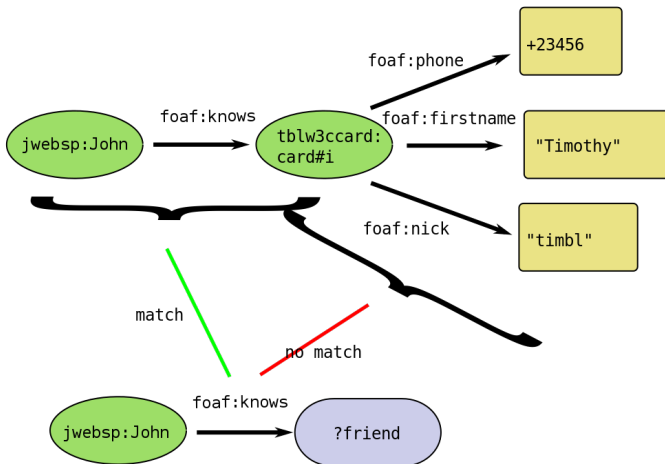 +23456
foaf:phone
foaf:knows
foaf:firstname
jwebsp:John
tblw3ccard:
card#i
"Timothy"
foaf:nick
"timbl"
match
no match
foaf:knows
jwebsp:John
?friend